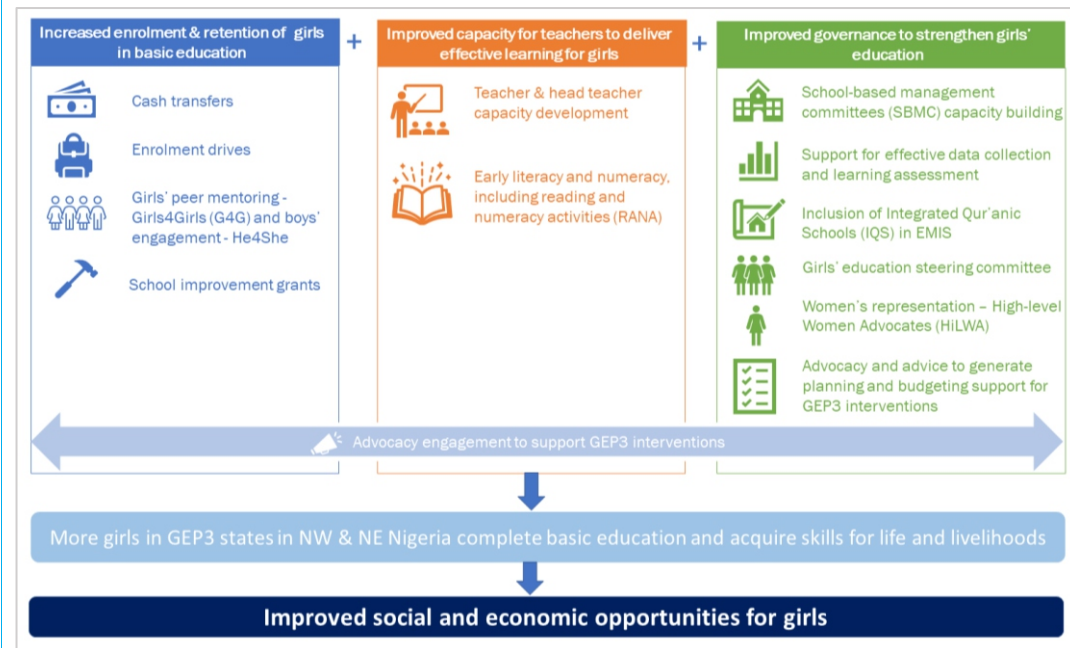 Increased enrolment & retention of girls
in basic education
+
Improved capacity for teachers to deliver
effective learning for girls
+
Improved governance to strengthen girls'
education
Cash transfers
Enrolment drives
Girls' peer mentoring -
Girls4Girls (G4G) and boys'
engagement - He4She
School improvement grants
Teacher & head teacher
capacity development
Early literacy and numeracy,
including reading and
numeracy activities (RANA)
School-based management
committees (SBMC) capacity building
Support for effective data collection
and learning assessment
Inclusion of Integrated Qur'anic
Schools (IQS) in EMIS
Girls' education steering committee
Women's representation – High-level
Women Advocates (HiLWA)
Advocacy and advice to generate
planning and budgeting support for
GEP3 interventions
Advocacy engagement to support GEP3 interventions
More girls in GEP3 states in NW & NE Nigeria complete basic education and acquire skills for life and livelihoods
Improved social and economic opportunities for girls